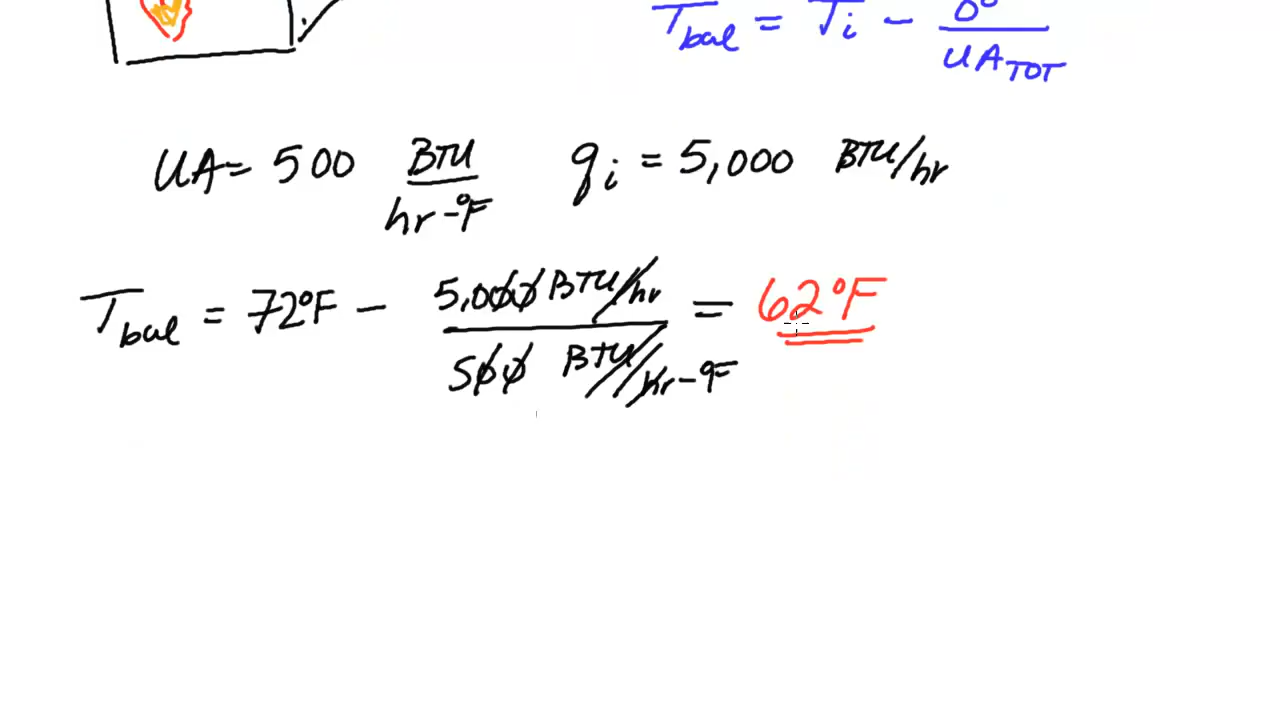 T_bal = T_i - / UA_TOT
UA = 500 BTU/hr-°F q_i = 5,000 BTU/hr
T_bal = 72°F - 5,000 BTU/hr / 500 BTU/hr-°F = 62°F